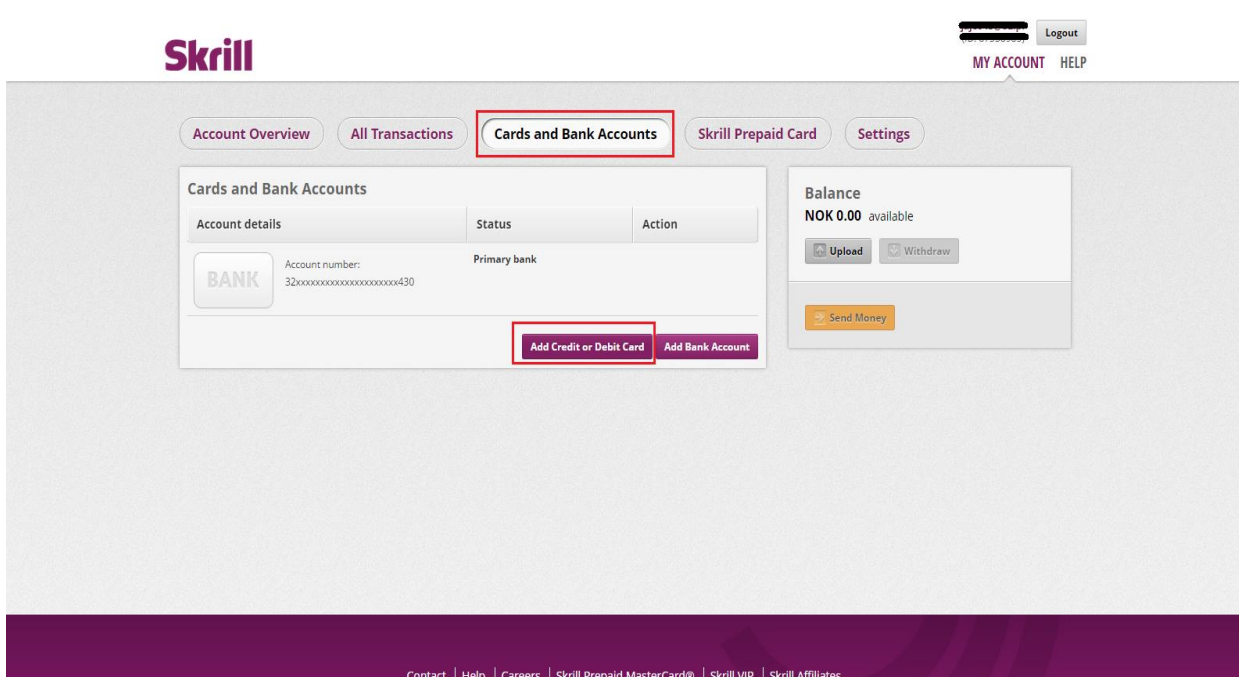 Skrill
Logout
MY ACCOUNT HELP
Account Overview All Transactions Cards and Bank Accounts Skrill Prepaid Card Settings
Cards and Bank Accounts
Account details Status Action
BANK
Account number:
32xxxxxxxxxxxxxxxxxxxxx430
Primary bank
Add Credit or Debit Card Add Bank Account
Balance
NOK 0.00 available
Upload Withdraw
Send Money
Contact | Help | Careers | Skrill Prepaid MasterCard® | Skrill VIP | Skrill Affiliates